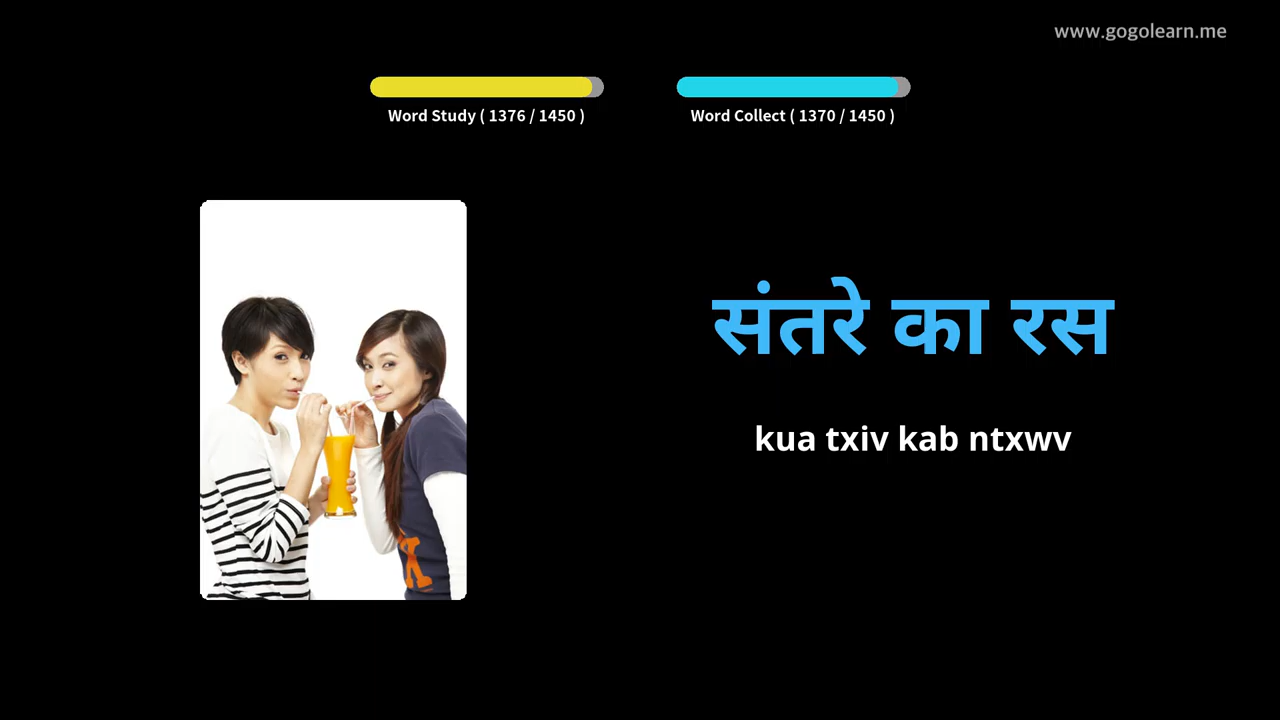 www.gogolearn.me
Word Study ( 1376 / 1450 )
Word Collect ( 1370 / 1450 )
संतरे का रस
kua txiv kab ntxwv